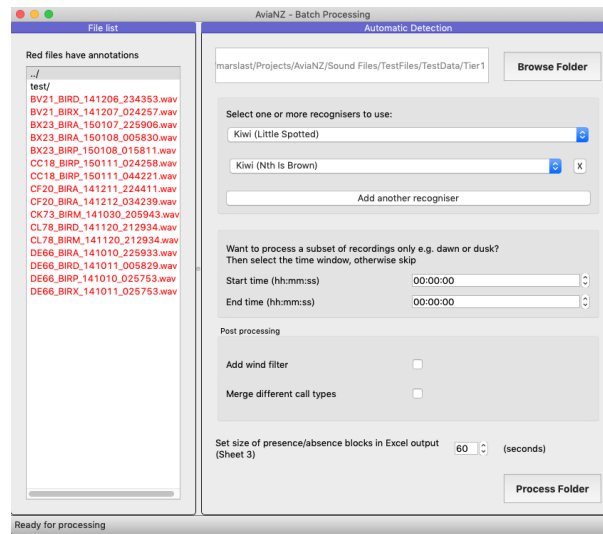 AviaNZ - Batch Processing
File list
Red files have annotations
../
test/
BV21_BIRD_141206_234353.wav
BV21_BIRX_141207_024257.wav
BX23_BIRA_150107_225906.wav
BX23_BIRA_150108_005830.wav
BX23_BIRP_150108_015811.wav
CC18_BIRP_150111_024258.wav
CC18_BIRP_150111_044221.wav
CF20_BIRA_141211_224411.wav
CF20_BIRA_141212_034239.wav
CK73_BIRM_141030_205943.wav
CL78_BIRD_141120_212934.wav
CL78_BIRM_141120_212934.wav
DE66_BIRA_141010_225933.wav
DE66_BIRD_141011_005829.wav
DE66_BIRP_141010_025753.wav
DE66_BIRX_141011_025753.wav
Automatic Detection
marslast/Projects/AviaNZ/Sound Files/TestFiles/TestData/Tier1
Browse Folder
Select one or more recognisers to use:
Kiwi (Little Spotted)
Kiwi (Nth Is Brown)
X
Add another recogniser
Want to process a subset of recordings only e.g. dawn or dusk?
Then select the time window, otherwise skip
Start time (hh:mm:ss) 00:00:00
End time (hh:mm:ss) 00:00:00
Post processing
Add wind filter
Merge different call types
Set size of presence/absence blocks in Excel output
(Sheet 3)
60
(seconds)
Process Folder
Ready for processing